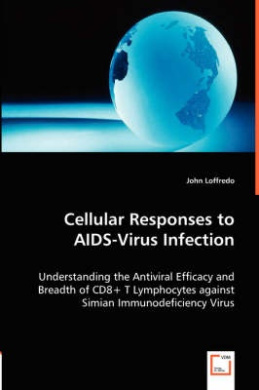 John Loffredo
Cellular Responses to
AIDS-Virus Infection
Understanding the Antiviral Efficacy and
Breadth of CD8+ T Lymphocytes against
Simian Immunodeficiency Virus
VDM